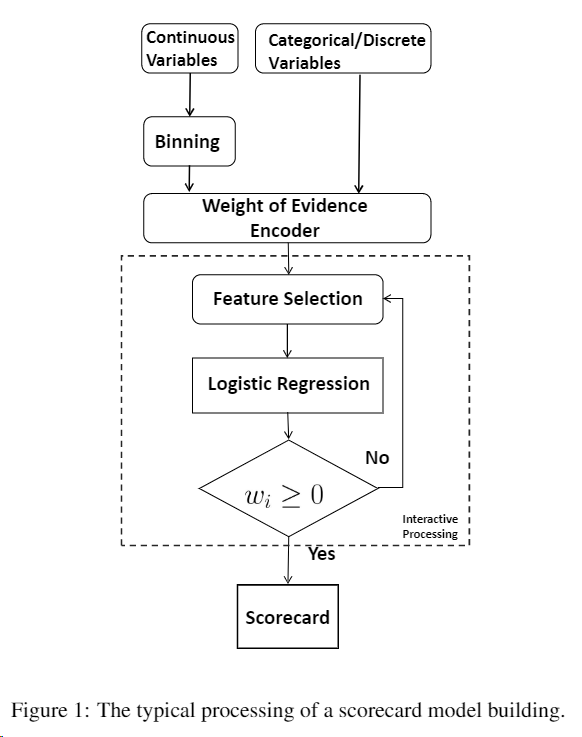 Continuous
Variables
Categorical/Discrete
Variables
Binning
Weight of Evidence
Encoder
Feature Selection
Logistic Regression
No
w_i ≥ 0
Interactive
Processing
Yes
Scorecard
Figure 1: The typical processing of a scorecard model building.